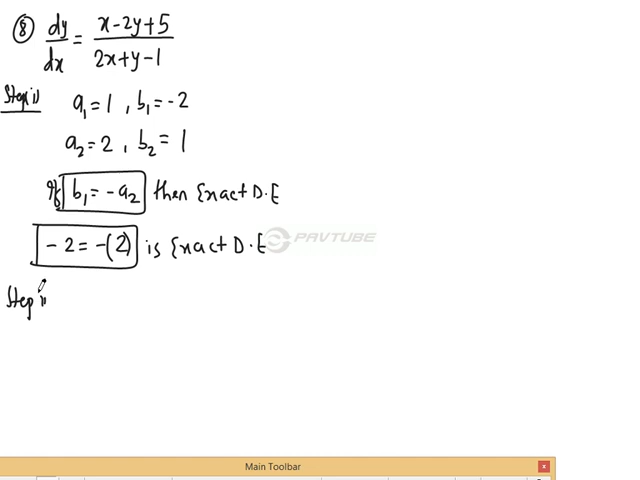 ⑧ dy/dx = x-2y+5/2x+y-1
Step i) a₁=1, b₁=-2
a₂=2, b₂=1
If b₁=-a₂ then Exact D.E
-2=-(2) is Exact D.E
PAVTUBE
Step ii
Main Toolbar